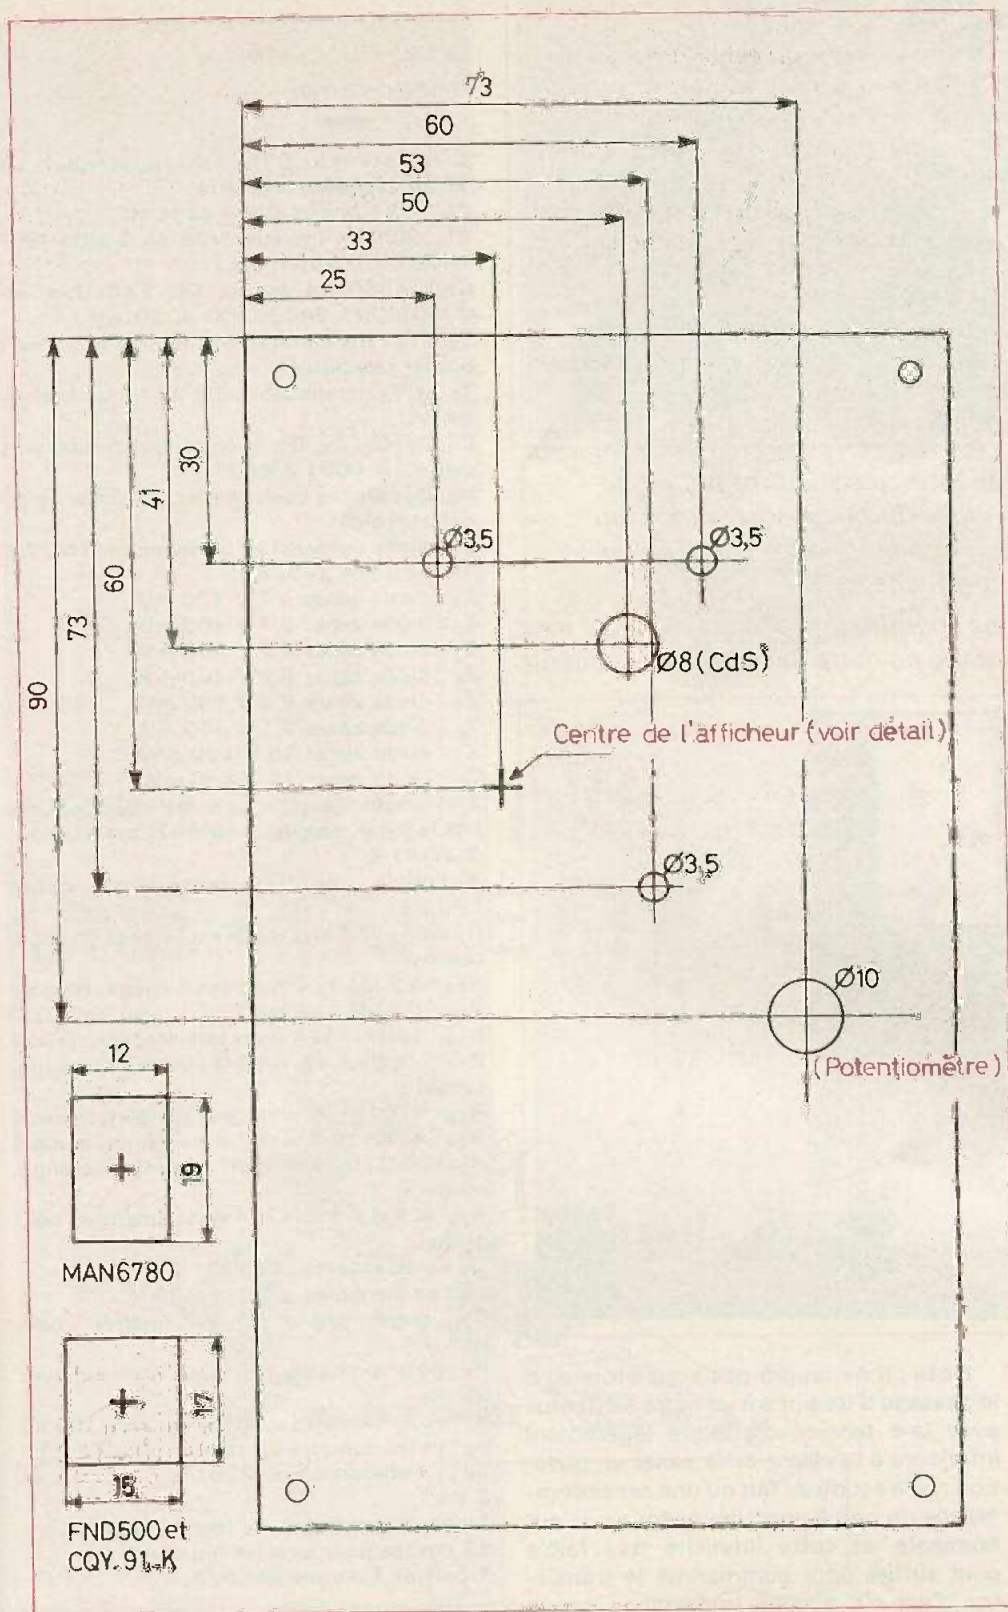 73
60
53
50
33
25
30
41
60
73
90
Ø3,5
Ø3,5
Ø8(CdS)
Centre de l'afficheur (voir détail)
Ø3,5
Ø10
(Potentiomètre)
12
19
MAN6780
17
15
FND500 et
CQY.91-K